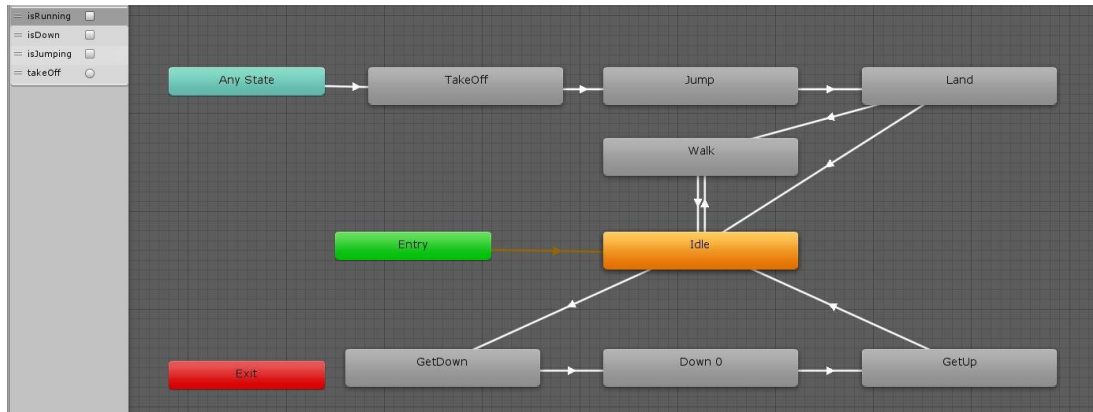 isRunning
isDown
isJumping
takeOff
Any State
TakeOff
Jump
Land
Walk
Entry
Idle
GetDown
Down 0
GetUp
Exit